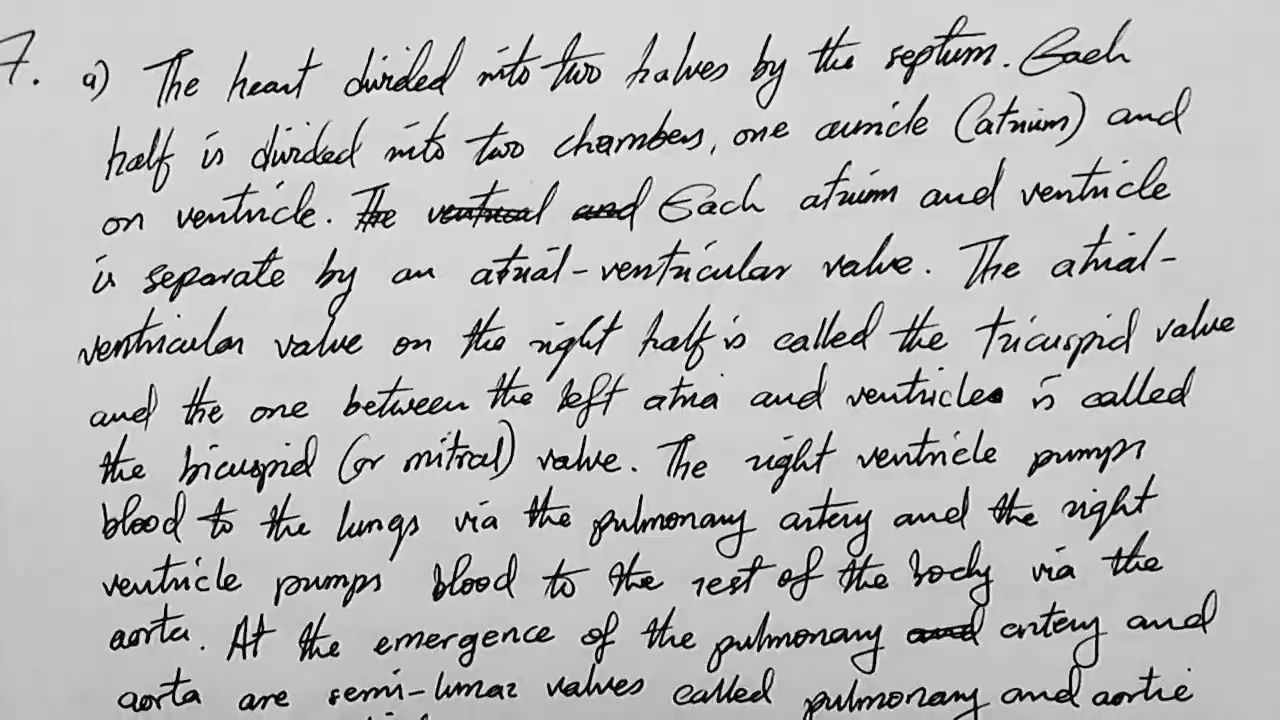 7. a) The heart divided into two halves by the septum. Each
half is divided into two chambers, one auricle (atrium) and
on ventricle. The ventrical and Each atrium and ventricle
is separate by an atrial-ventricular valve. The atrial-
ventricular valve on the right half is called the tricuspid valve
and the one between the left atria and ventricle is called
the bicuspid (or mitral) valve. The right ventricle pumps
blood to the lungs via the pulmonary artery and the right
ventricle pumps blood to the rest of the body via the
aorta. At the emergence of the pulmonary and artery and
aorta are semi-lunar valves called pulmonary and aortic